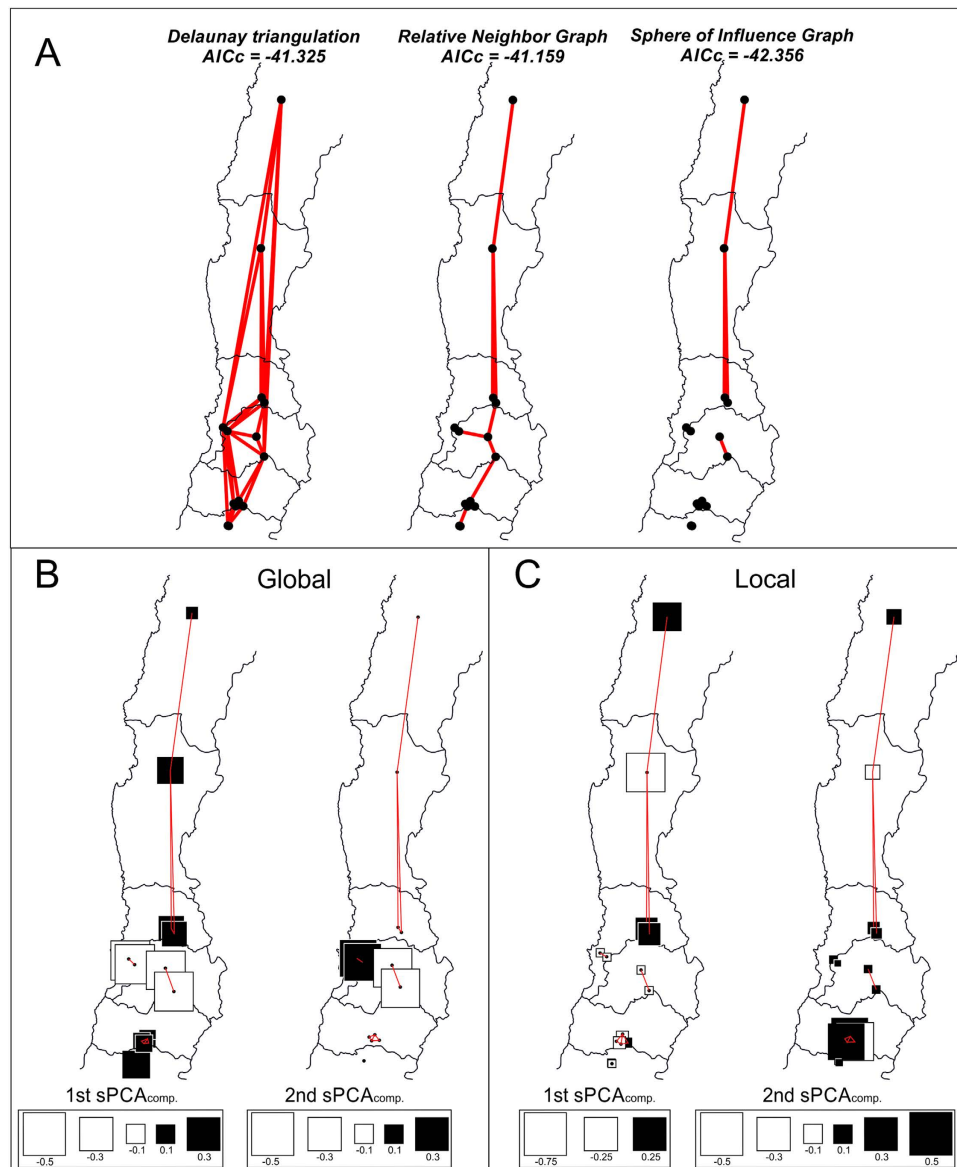 A
Delaunay triangulation
AICc = -41.325
Relative Neighbor Graph
AICc = -41.159
Sphere of Influence Graph
AICc = -42.356
B
Global
1st sPCAcomp.
-0.5 -0.3 -0.1 0.1 0.3
2nd sPCAcomp.
-0.5 -0.3 -0.1 0.1 0.3
C
Local
1st sPCAcomp.
-0.75 -0.25 0.25
2nd sPCAcomp.
-0.5 -0.3 -0.1 0.1 0.3 0.5